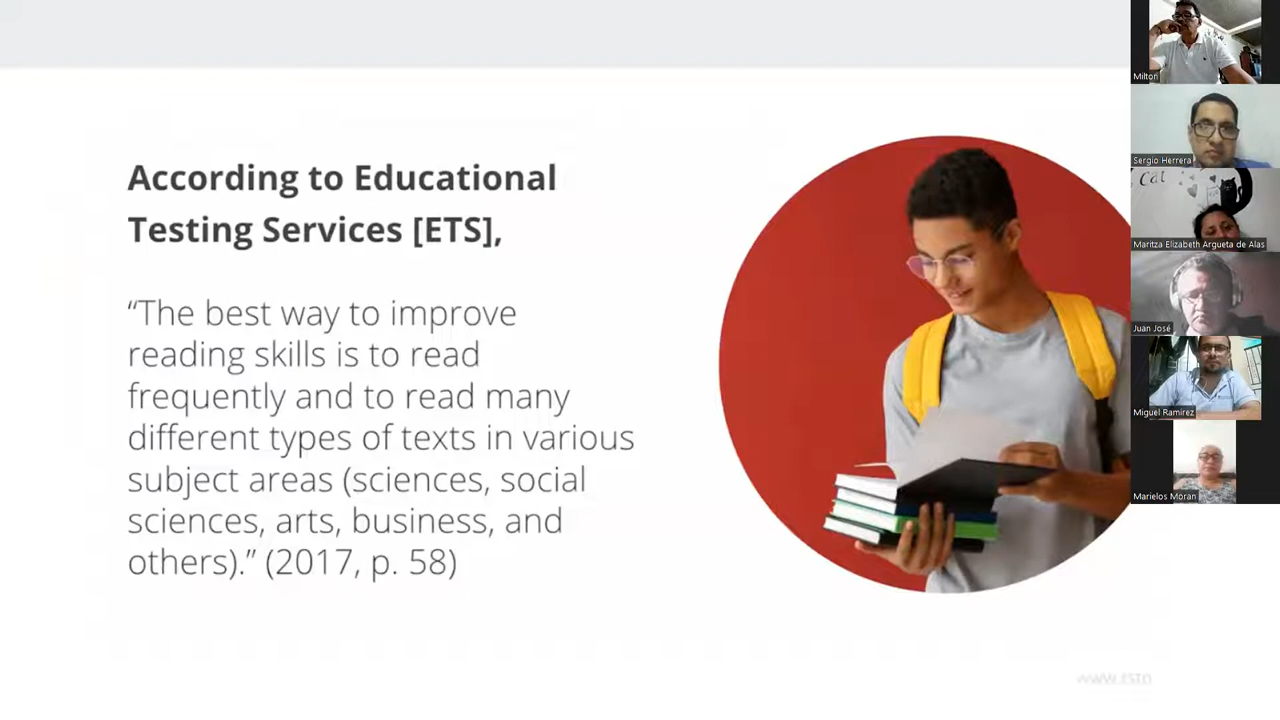 According to Educational
Testing Services [ETS],
“The best way to improve
reading skills is to read
frequently and to read many
different types of texts in various
subject areas (sciences, social
sciences, arts, business, and
others).” (2017, p. 58)
Milton
Sergio Herrera
Cat
Maritza Elizabeth Argueta de Alas
Juan José
Miguel Ramirez
Marielos Moran